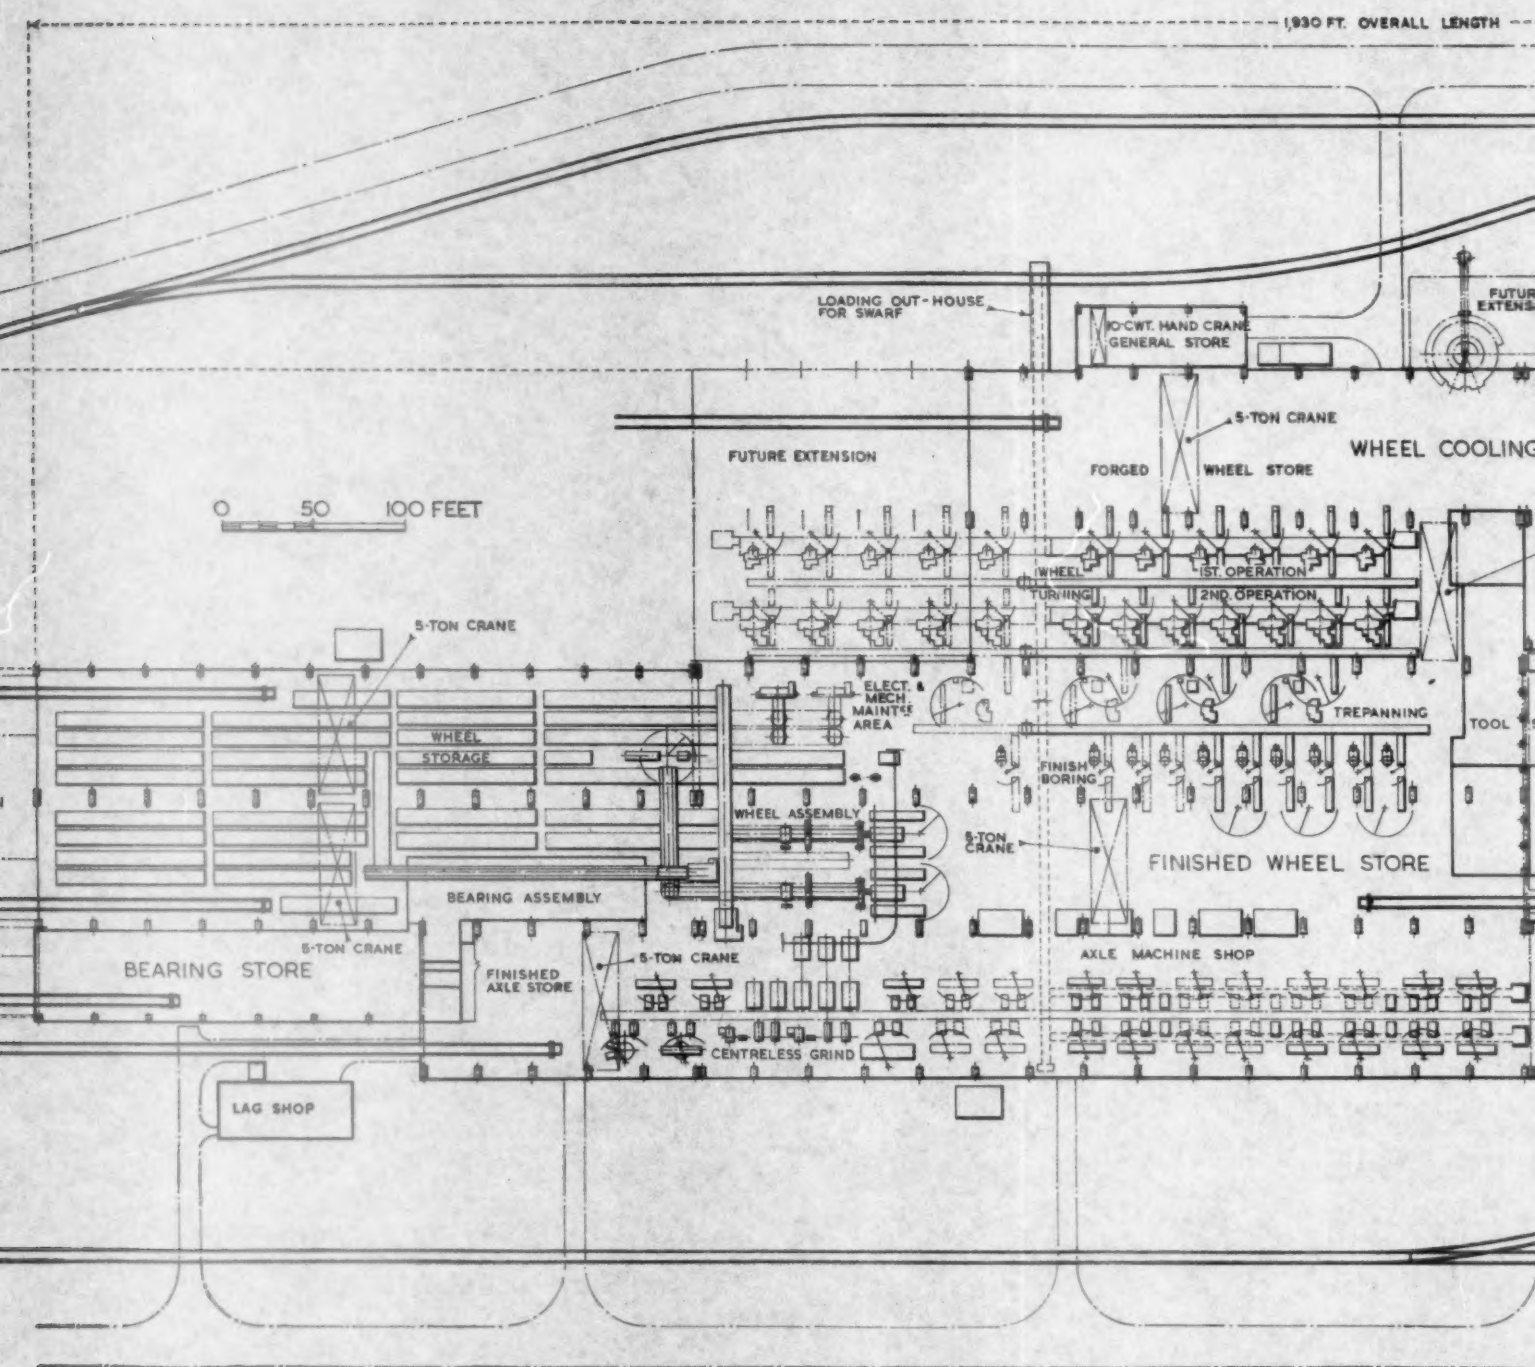 1,930 FT. OVERALL LENGTH
LOADING OUT-HOUSE
FOR SWARF
10-CWT. HAND CRANE
GENERAL STORE
5-TON CRANE
WHEEL COOLING
FUTURE EXTENSION
FORGED WHEEL STORE
0 50 100 FEET
WHEEL
TURNING
1ST. OPERATION
2ND. OPERATION
5-TON CRANE
ELECT. &
MECH.
MAINTCE
AREA
TREPANNING
TOOL
WHEEL
STORAGE
FINISH
BORING
WHEEL ASSEMBLY
5-TON
CRANE
FINISHED WHEEL STORE
BEARING ASSEMBLY
5-TON CRANE
BEARING STORE
FINISHED
AXLE STORE
5-TON CRANE
AXLE MACHINE SHOP
CENTRELESS GRIND
LAG SHOP